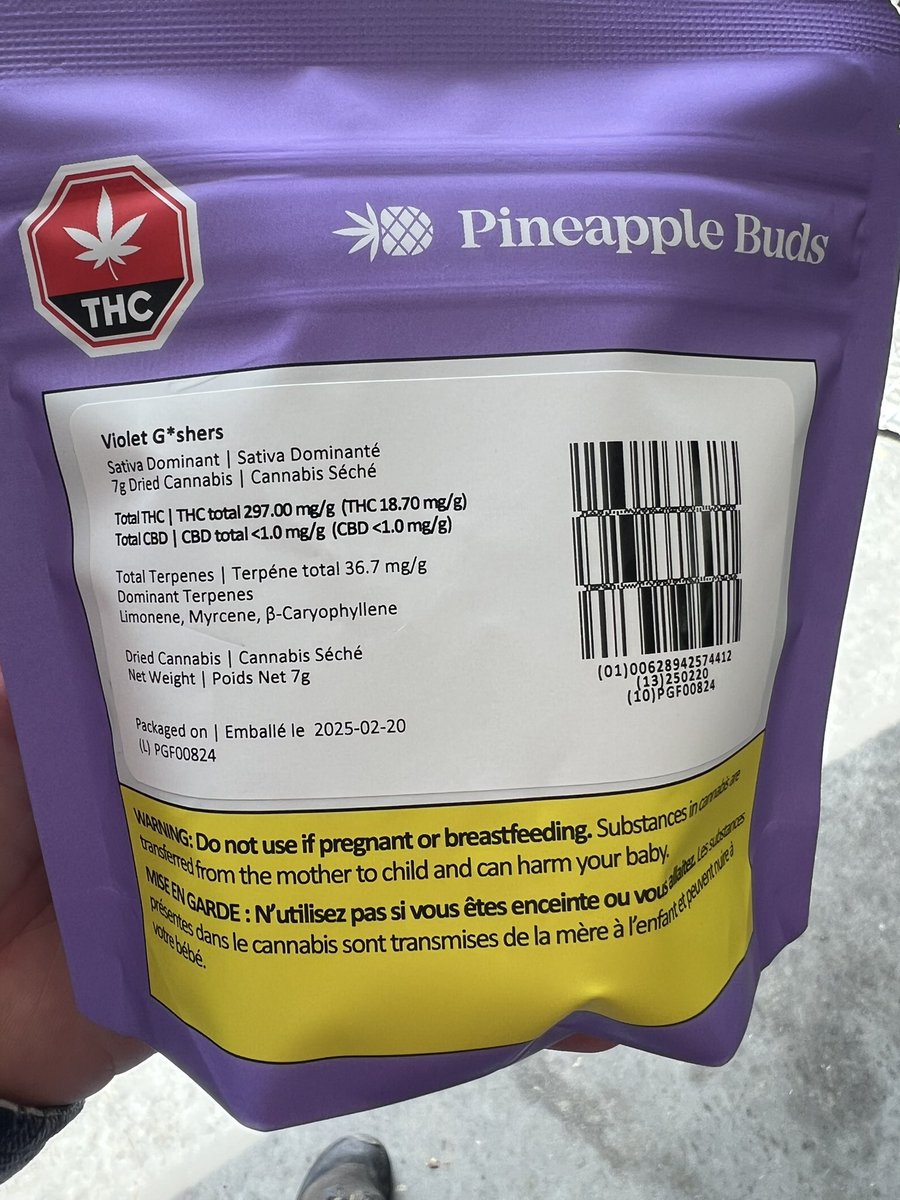 Pineapple Buds
THC
Violet G*shers
Sativa Dominant | Sativa Dominanté
7g Dried Cannabis | Cannabis Séché
Total THC | THC total 297.00 mg/g (THC 18.70 mg/g)
Total CBD | CBD total <1.0 mg/g (CBD <1.0 mg/g)
Total Terpenes | Terpéne total 36.7 mg/g
Dominant Terpenes
Limonene, Myrcene, β-Caryophyllene
Dried Cannabis | Cannabis Séché
Net Weight | Poids Net 7g
Packaged on | Emballé le 2025-02-20
(L) PGF00824
(01)00628942574412
(13)250220
(10)PGF00824
WARNING: Do not use if pregnant or breastfeeding. Substances in cannabis are
transferred from the mother to child and can harm your baby.
MISE EN GARDE : N'utilisez pas si vous êtes enceinte ou vous allaitez. Les substances
présentes dans le cannabis sont transmises de la mère à l'enfant et peuvent nuire à
votre bébé.